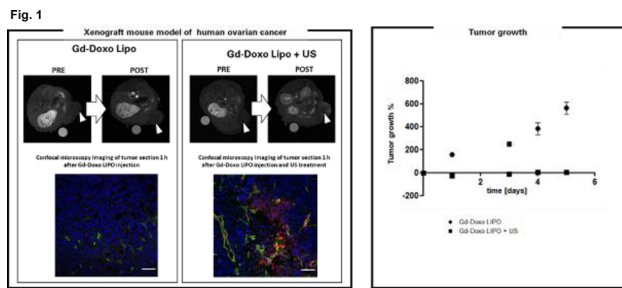 Fig. 1
Xenograft mouse model of human ovarian cancer
Gd-Doxo Lipo
PRE
POST
Confocal microscopy imaging of tumor section 1 h
after Gd-Doxo LIPO injection
Gd-Doxo Lipo + US
PRE
POST
Confocal microscopy imaging of tumor section 1 h
after Gd-Doxo LIPO injection and US treatment
Tumor growth
Tumor growth %
800
600
400
200
0
-200
2
4
6
time [days]
Gd-Doxo LIPO
Gd-Doxo LIPO + US